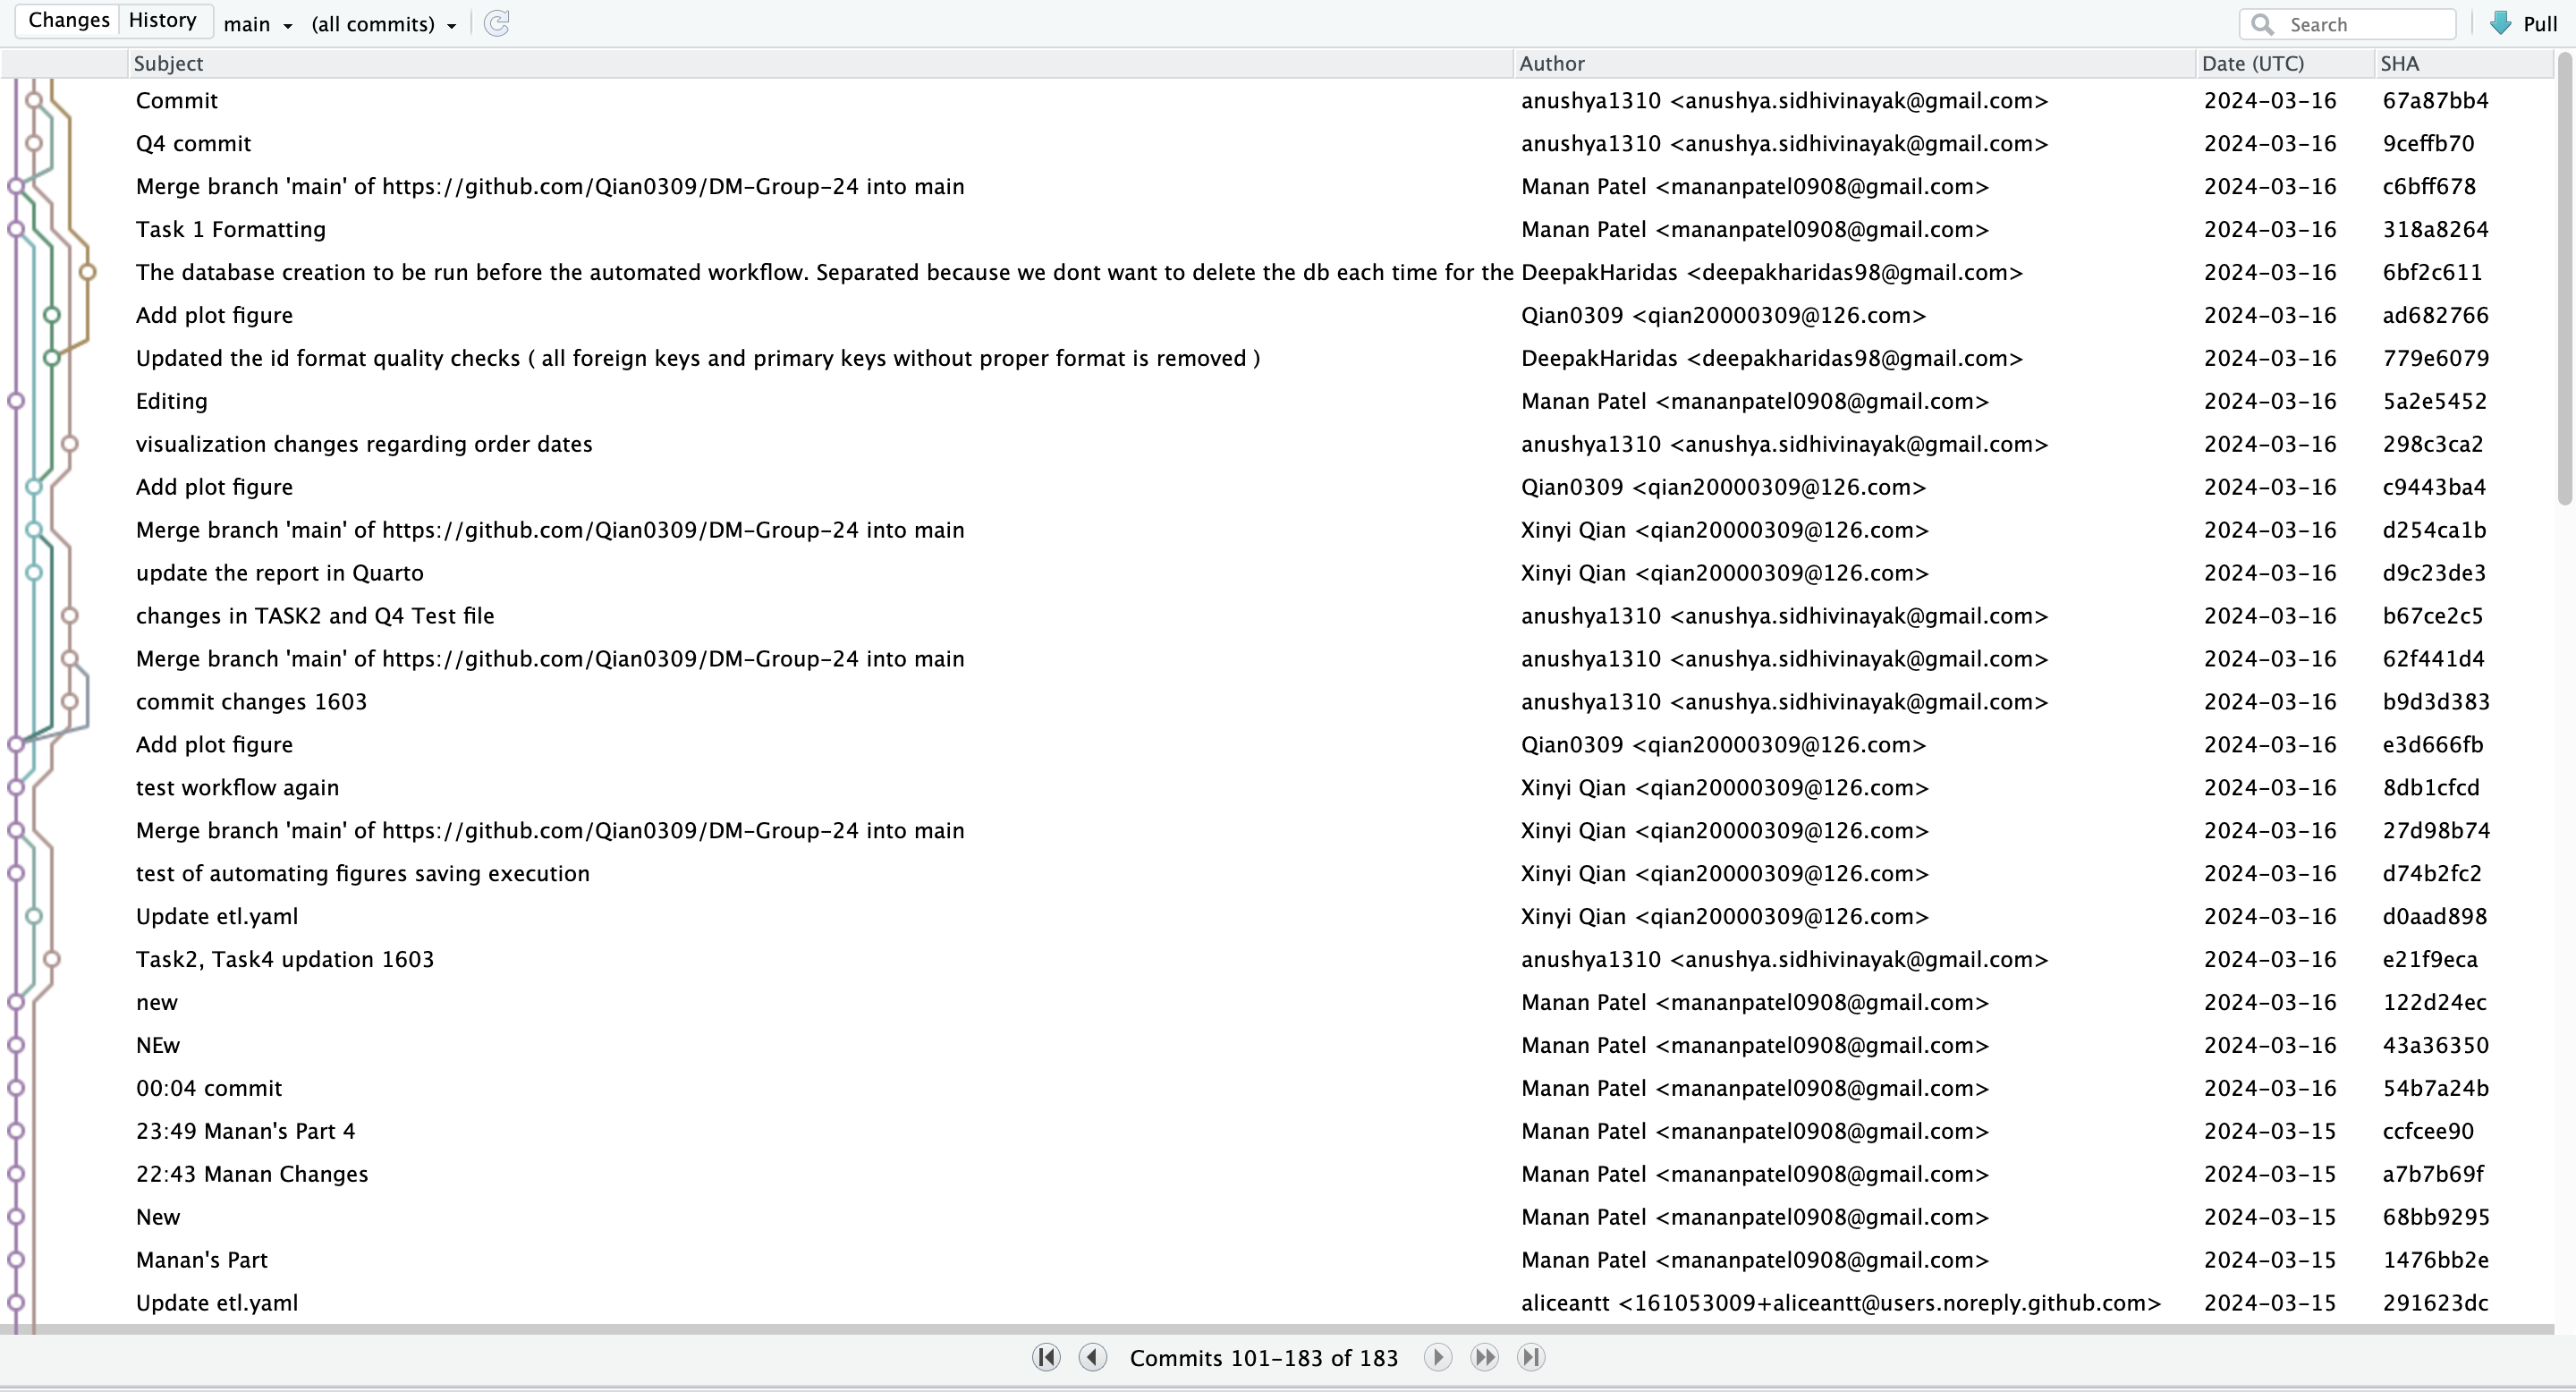 Changes History main (all commits) Search Pull
Subject Author Date (UTC) SHA
Commit anushya1310 <anushya.sidhivinayak@gmail.com> 2024-03-16 67a87bb4
Q4 commit anushya1310 <anushya.sidhivinayak@gmail.com> 2024-03-16 9ceffb70
Merge branch 'main' of https://github.com/Qian0309/DM-Group-24 into main Manan Patel <mananpatel0908@gmail.com> 2024-03-16 c6bff678
Task 1 Formatting Manan Patel <mananpatel0908@gmail.com> 2024-03-16 318a8264
The database creation to be run before the automated workflow. Separated because we dont want to delete the db each time for the DeepakHaridas <deepakharidas98@gmail.com> 2024-03-16 6bf2c611
Add plot figure Qian0309 <qian20000309@126.com> 2024-03-16 ad682766
Updated the id format quality checks ( all foreign keys and primary keys without proper format is removed ) DeepakHaridas <deepakharidas98@gmail.com> 2024-03-16 779e6079
Editing Manan Patel <mananpatel0908@gmail.com> 2024-03-16 5a2e5452
visualization changes regarding order dates anushya1310 <anushya.sidhivinayak@gmail.com> 2024-03-16 298c3ca2
Add plot figure Qian0309 <qian20000309@126.com> 2024-03-16 c9443ba4
Merge branch 'main' of https://github.com/Qian0309/DM-Group-24 into main Xinyi Qian <qian20000309@126.com> 2024-03-16 d254ca1b
update the report in Quarto Xinyi Qian <qian20000309@126.com> 2024-03-16 d9c23de3
changes in TASK2 and Q4 Test file anushya1310 <anushya.sidhivinayak@gmail.com> 2024-03-16 b67ce2c5
Merge branch 'main' of https://github.com/Qian0309/DM-Group-24 into main anushya1310 <anushya.sidhivinayak@gmail.com> 2024-03-16 62f441d4
commit changes 1603 anushya1310 <anushya.sidhivinayak@gmail.com> 2024-03-16 b9d3d383
Add plot figure Qian0309 <qian20000309@126.com> 2024-03-16 e3d666fb
test workflow again Xinyi Qian <qian20000309@126.com> 2024-03-16 8db1cfcd
Merge branch 'main' of https://github.com/Qian0309/DM-Group-24 into main Xinyi Qian <qian20000309@126.com> 2024-03-16 27d98b74
test of automating figures saving execution Xinyi Qian <qian20000309@126.com> 2024-03-16 d74b2fc2
Update etl.yaml Xinyi Qian <qian20000309@126.com> 2024-03-16 d0aad898
Task2, Task4 updation 1603 anushya1310 <anushya.sidhivinayak@gmail.com> 2024-03-16 e21f9eca
new Manan Patel <mananpatel0908@gmail.com> 2024-03-16 122d24ec
NEw Manan Patel <mananpatel0908@gmail.com> 2024-03-16 43a36350
00:04 commit Manan Patel <mananpatel0908@gmail.com> 2024-03-16 54b7a24b
23:49 Manan's Part 4 Manan Patel <mananpatel0908@gmail.com> 2024-03-15 ccfcee90
22:43 Manan Changes Manan Patel <mananpatel0908@gmail.com> 2024-03-15 a7b7b69f
New Manan Patel <mananpatel0908@gmail.com> 2024-03-15 68bb9295
Manan's Part Manan Patel <mananpatel0908@gmail.com> 2024-03-15 1476bb2e
Update etl.yaml aliceantt <161053009+aliceantt@users.noreply.github.com> 2024-03-15 291623dc
Commits 101-183 of 183